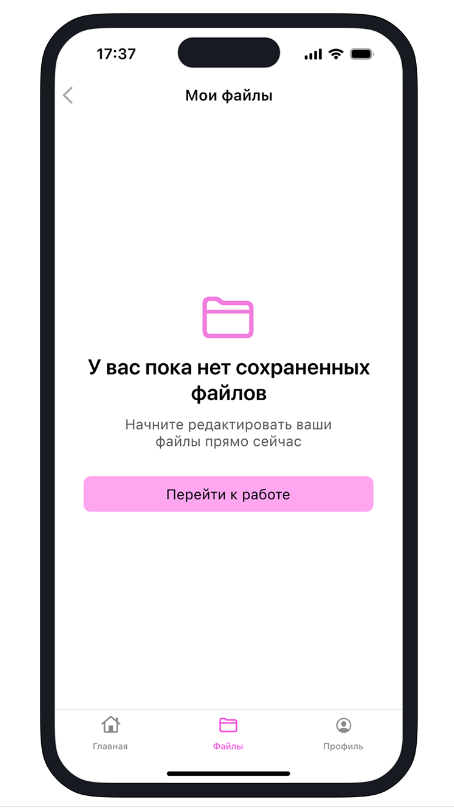 17:37
Мои файлы
У вас пока нет сохраненных
файлов
Начните редактировать ваши
файлы прямо сейчас
Перейти к работе
Главная
Файлы
Профиль